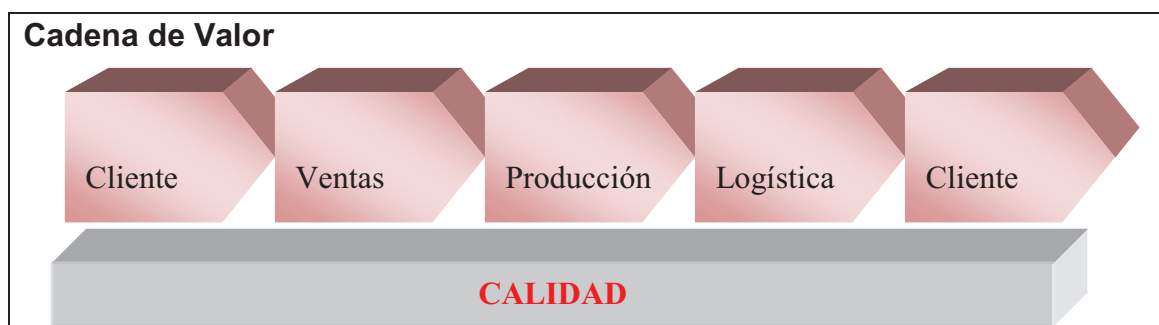 Cadena de Valor
Cliente Ventas Producción Logística Cliente
CALIDAD